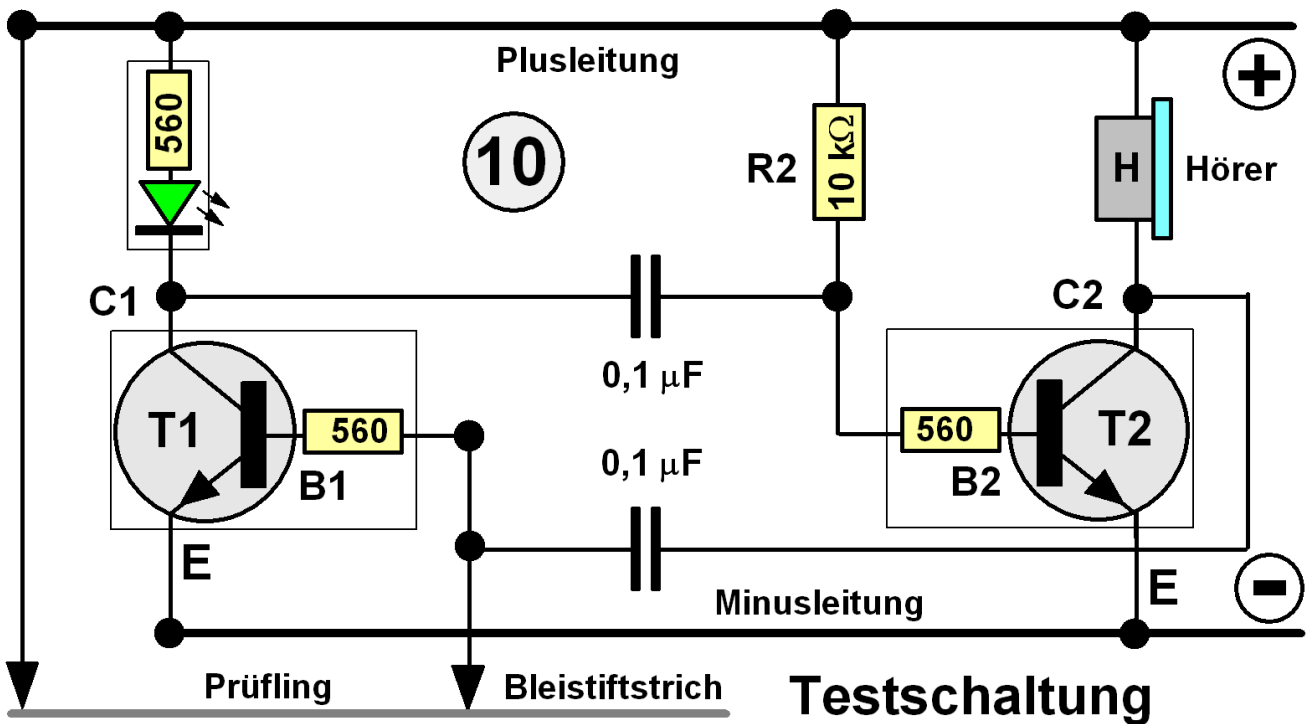 Plusleitung
+
560
10
R2
10 kΩ
H
Hörer
C1
C2
0,1 µF
T1
560
B1
0,1 µF
560
B2
T2
E
E
Minusleitung
-
Prüfling
Bleistiftstrich
Testschaltung